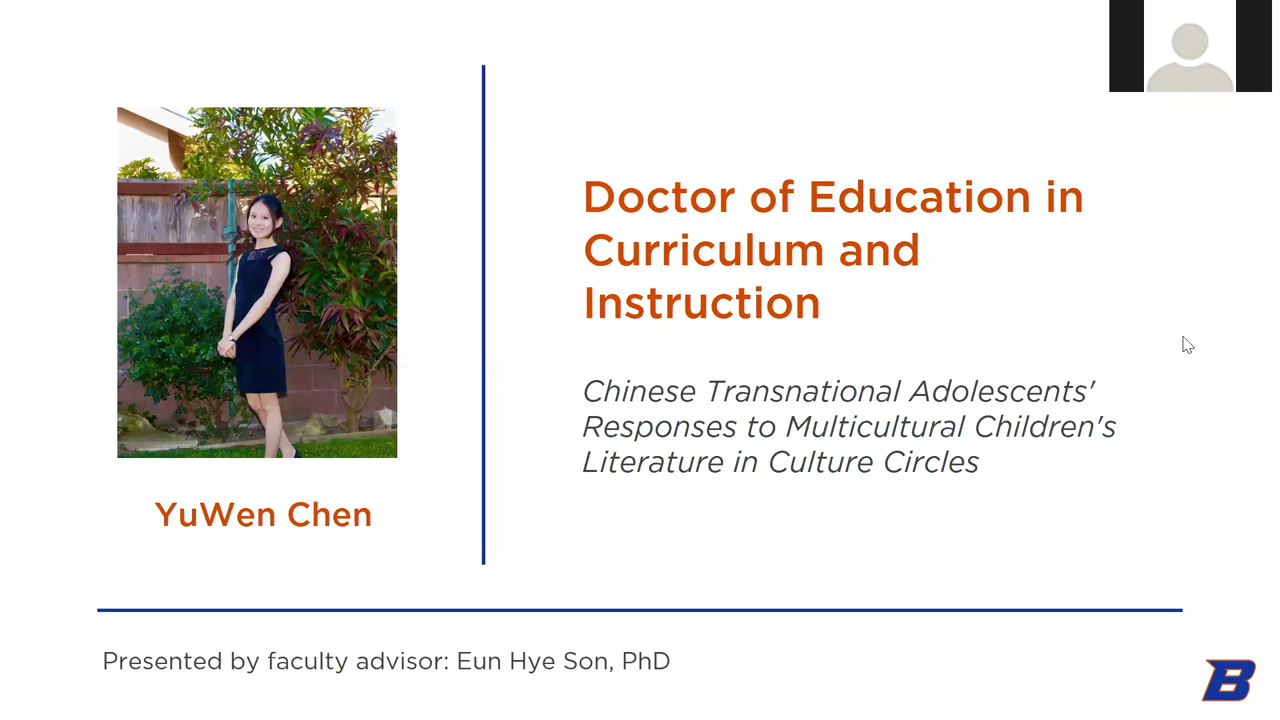 Doctor of Education in
Curriculum and
Instruction
Chinese Transnational Adolescents'
Responses to Multicultural Children's
Literature in Culture Circles
YuWen Chen
Presented by faculty advisor: Eun Hye Son, PhD
B